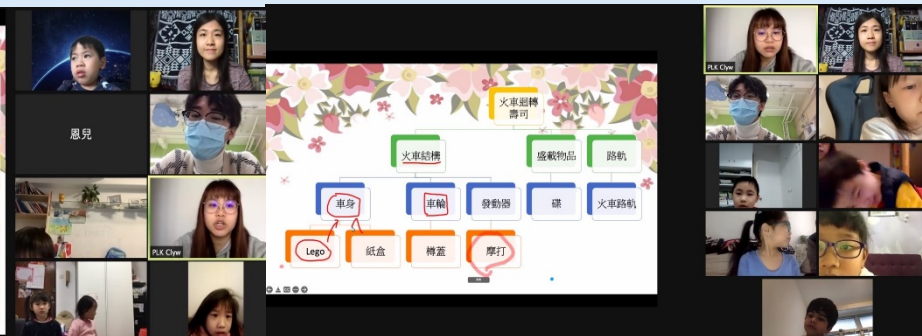 恩兒
PLK Clyw
火車迴轉
壽司
火車結構
盛載物品
路軌
車身
車輪
發動器
碟
火車路軌
Lego
紙盒
樽蓋
摩打
PLK Clyw